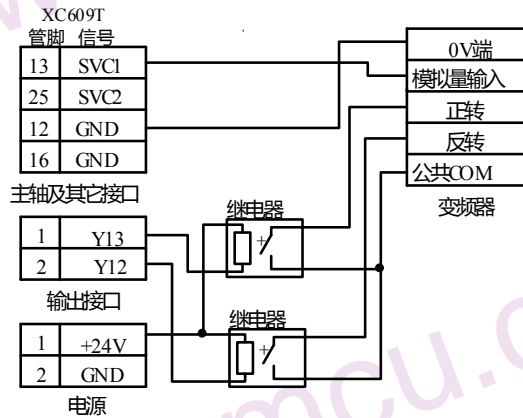 XC609T
管脚 信号
13 SVC1
25 SVC2
12 GND
16 GND
主轴及其它接口
1 Y13
2 Y12
输出接口
1 +24V
2 GND
电源
继电器
+
继电器
+
0V端
模拟量输入
正转
反转
公共COM
变频器
mcu.c